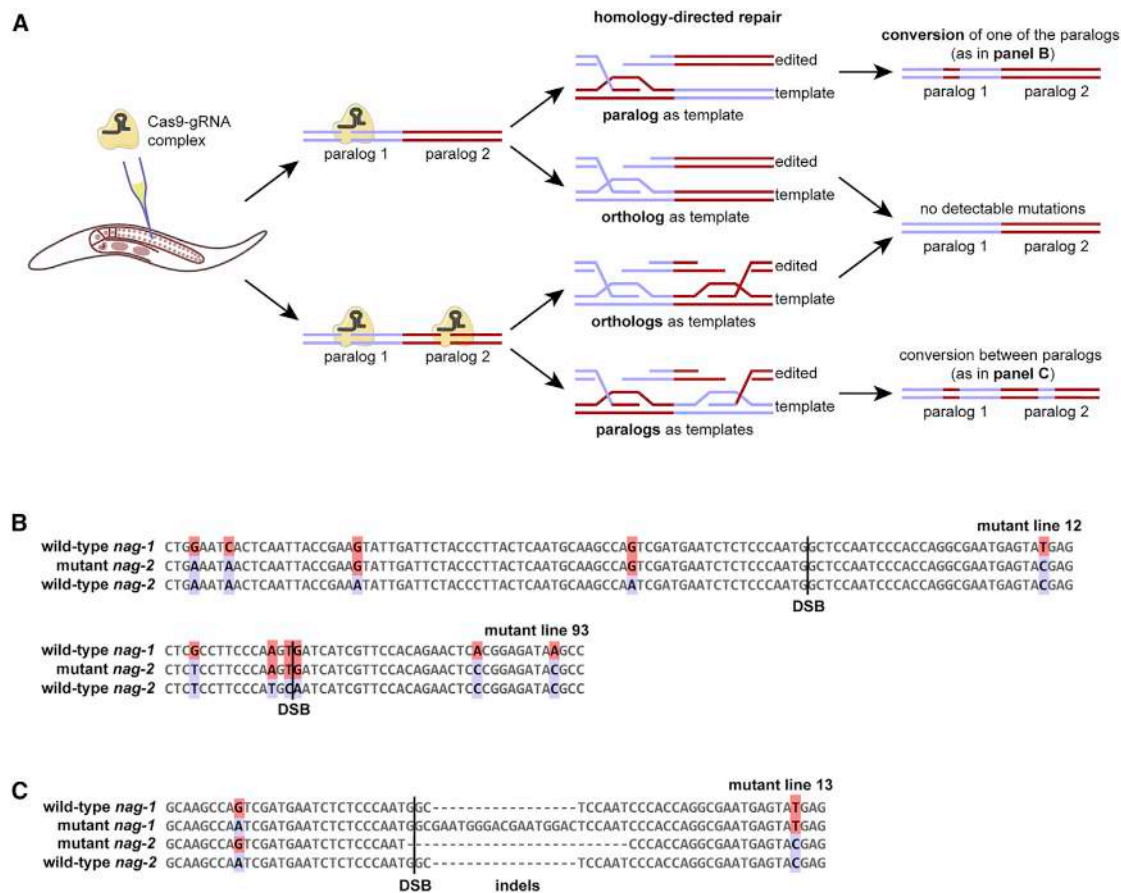 A
homology-directed repair
conversion of one of the paralogs
(as in panel B)
Cas9-gRNA
complex
edited
template
paralog as template
paralog 1
paralog 2
paralog 1
paralog 2
edited
template
ortholog as template
no detectable mutations
paralog 1
paralog 2
edited
template
orthologs as templates
paralog 1
paralog 2
conversion between paralogs
(as in panel C)
edited
template
paralogs as templates
paralog 1
paralog 2
B
mutant line 12
wild-type nag-1 CTGGAATCACTCAATTACCGAAGTATTGATTCTACCCTTACTCAATGCAAGCCAGTCGATGAATCTCTCCCAATGGCTCCAATCCCACCAGGCGAATGAGTATGAG
mutant nag-2 CTGAAATAACTCAATTACCGAAGTATTGATTCTACCCTTACTCAATGCAAGCCAGTCGATGAATCTCTCCCAATGGCTCCAATCCCACCAGGCGAATGAGTACGAG
wild-type nag-2 CTGAAATAACTCAATTACCGAAATATTGATTCTACCCTTACTCAATGCAAGCCAATCGATGAATCTCTCCCAATGGCTCCAATCCCACCAGGCGAATGAGTACGAG
DSB
mutant line 93
wild-type nag-1 CTCGCCTTCCCAAGTGATCATCGTTCCACAGAACTCACGGAGATAAGCC
mutant nag-2 CTCTCCTTCCCAAGTGATCATCGTTCCACAGAACTCCCGGAGATACGCC
wild-type nag-2 CTCTCCTTCCCATGCAATCATCGTTCCACAGAACTCCCGGAGATACGCC
DSB
C
mutant line 13
wild-type nag-1 GCAAGCCAGTCGATGAATCTCTCCCAATGGC-----------------TCCAATCCCACCAGGCGAATGAGTATGAG
mutant nag-1 GCAAGCCAATCGATGAATCTCTCCCAATGGCGAATGGGACGAATGGACTCCAATCCCACCAGGCGAATGAGTATGAG
mutant nag-2 GCAAGCCAGTCGATGAATCTCTCCCAAT--------------------------CCCACCAGGCGAATGAGTACGAG
wild-type nag-2 GCAAGCCAATCGATGAATCTCTCCCAATGGC-----------------TCCAATCCCACCAGGCGAATGAGTACGAG
DSB
indels